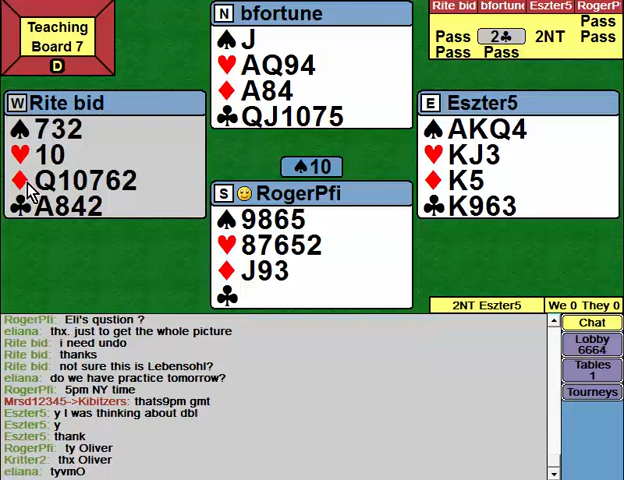 Teaching
Board 7
D
N bfortune
♠ J
♥ AQ94
♦ A84
♣ QJ1075
Rite bid bfortune Eszter5 RogerP
Pass
Pass 2♣ 2NT Pass
Pass Pass
W Rite bid
♠ 732
♥ 10
♦ Q10762
♣ A842
♠10
E Eszter5
♠ AKQ4
♥ KJ3
♦ K5
♣ K963
S RogerPfi
♠ 9865
♥ 87652
♦ J93
♣
2NT Eszter5
We 0 They 0
RogerPfi: Eli's qustion ?
eliana: thx. just to get the whole picture
Rite bid: i need undo
Rite bid: thanks
Rite bid: not sure this is Lebensohl?
eliana: do we have practice tomorrow?
RogerPfi: 5pm NY time
Mrsd12345->Kibitzers: thats9pm gmt
Eszter5: y I was thinking about dbl
Eszter5: y
Eszter5: thank
RogerPfi: ty Oliver
Kritter2: thx Oliver
eliana: tyvmO
Chat
Lobby
6664
Tables
1
Tourneys